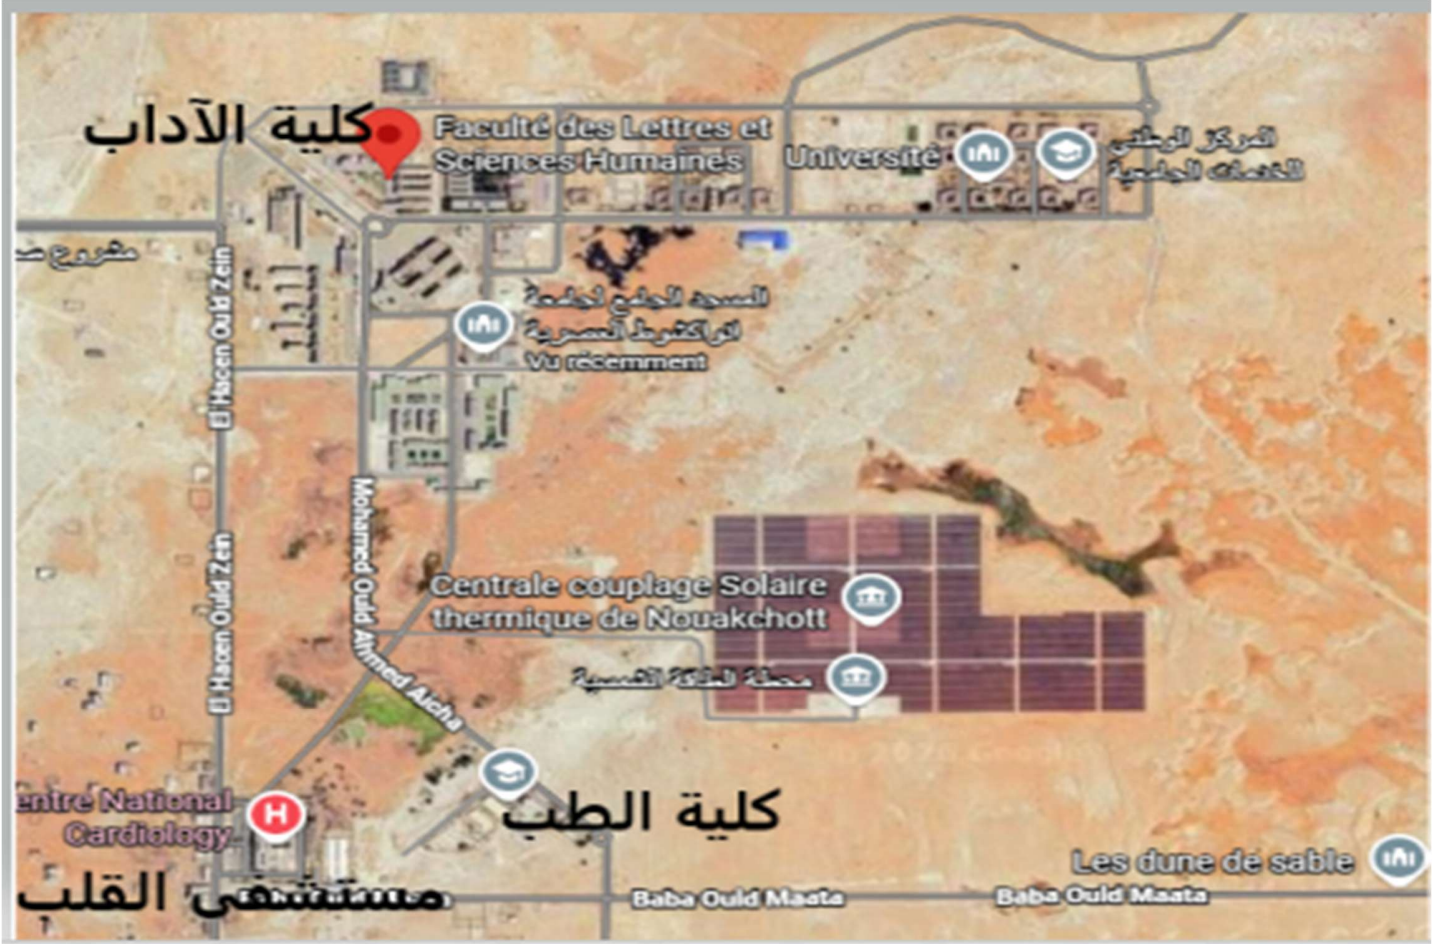 كلية الآداب
Faculté des Lettres et
Sciences Humaines
Université
المركز الوطني
للخدمات الجامعية
مشروع
El Hacen Ould Zein
المسجد الجامع لجامعة
انواكشوط العصرية
Vu récemment
Mohamed Ould Ahmed Aicha
El Hacen Ould Zein
Centrale couplage Solaire
thermique de Nouakchott
محطة الطاقة الشمسية
entre National
Cardiology
H
كلية الطب
Les dune de sable
مستشفى القلب
Baba Ould Maata
Baba Ould Maata